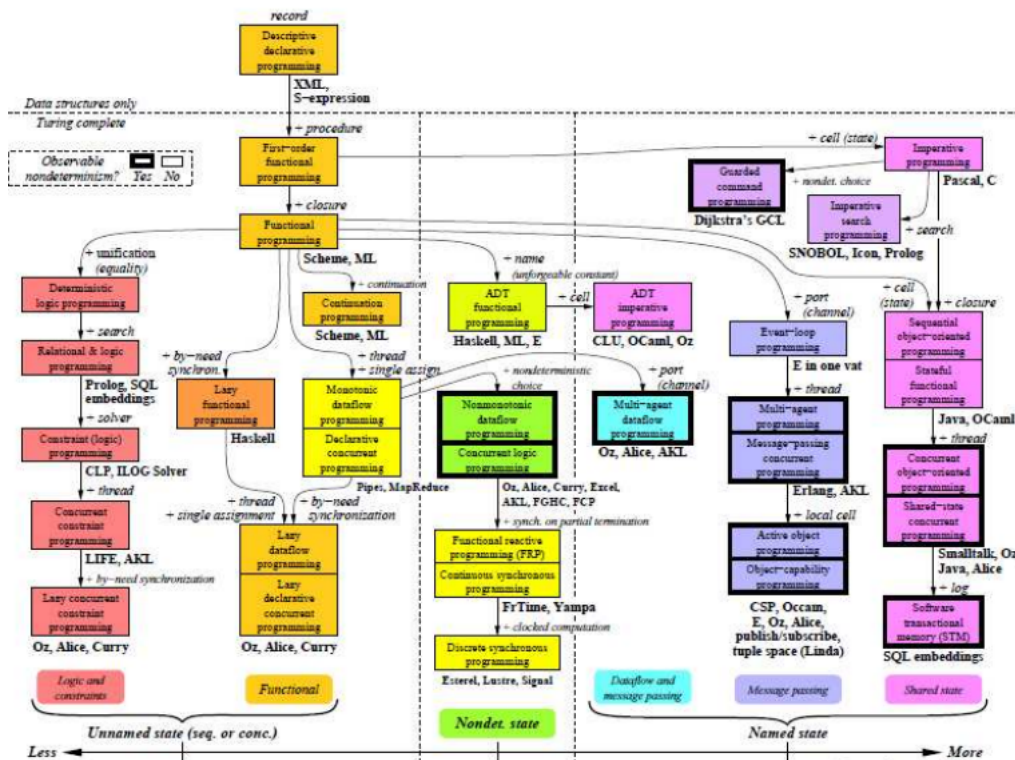 record
Descriptive
declarative
programming
XML,
S−expression
Data structures only
Turing complete
+ procedure
Observable
nondeterminism?
Yes
No
First−order
functional
programming
+ cell (state)
Imperative
programming
Pascal, C
Guarded
command
programming
+ nondet. choice
Dijkstra's GCL
Imperative
search
programming
+ search
SNOBOL, Icon, Prolog
+ closure
Functional
programming
Scheme, ML
+ unification
(equality)
+ continuation
+ name
(unforgeable constant)
+ port
(channel)
+ cell
(state)
+ closure
Deterministic
logic programming
+ search
Relational & logic
programming
Prolog, SQL
embeddings
+ solver
Constraint (logic)
programming
CLP, ILOG Solver
+ thread
Concurrent
constraint
programming
LIFE, AKL
+ by−need synchronization
Lazy concurrent
constraint
programming
Oz, Alice, Curry
Continuation
programming
Scheme, ML
+ by−need
synchron.
Lazy
functional
programming
Haskell
+ thread
+ single assign.
Monotonic
dataflow
programming
Declarative
concurrent
programming
Pipes, MapReduce
+ thread
+ single assignment
+ by−need
synchronization
Lazy
dataflow
programming
Lazy
declarative
concurrent
programming
Oz, Alice, Curry
ADT
functional
programming
Haskell, ML, E
+ cell
ADT
imperative
programming
CLU, OCaml, Oz
+ nondeterministic
choice
Nonmonotonic
dataflow
programming
Concurrent logic
programming
Oz, Alice, Curry, Excel,
AKL, FGHC, FCP
+ synch. on partial termination
Functional reactive
programming (FRP)
Continuous synchronous
programming
FrTime, Yampa
+ clocked computation
Discrete synchronous
programming
Esterel, Lustre, Signal
+ port
(channel)
Multi−agent
dataflow
programming
Oz, Alice, AKL
Event−loop
programming
E in one vat
+ thread
Multi−agent
programming
Message−passing
concurrent
programming
Erlang, AKL
+ local cell
Active object
programming
Object−capability
programming
CSP, Occam,
E, Oz, Alice,
publish/subscribe,
tuple space (Linda)
Sequential
object−oriented
programming
Stateful
functional
programming
Java, OCaml
+ thread
Concurrent
object−oriented
programming
Shared−state
concurrent
programming
Smalltalk, Oz
Java, Alice
+ log
Software
transactional
memory (STM)
SQL embeddings
Logic and
constraints
Functional
Nondet. state
Dataflow and
message passing
Message passing
Shared state
Unnamed state (seq. or conc.)
Named state
Less
More